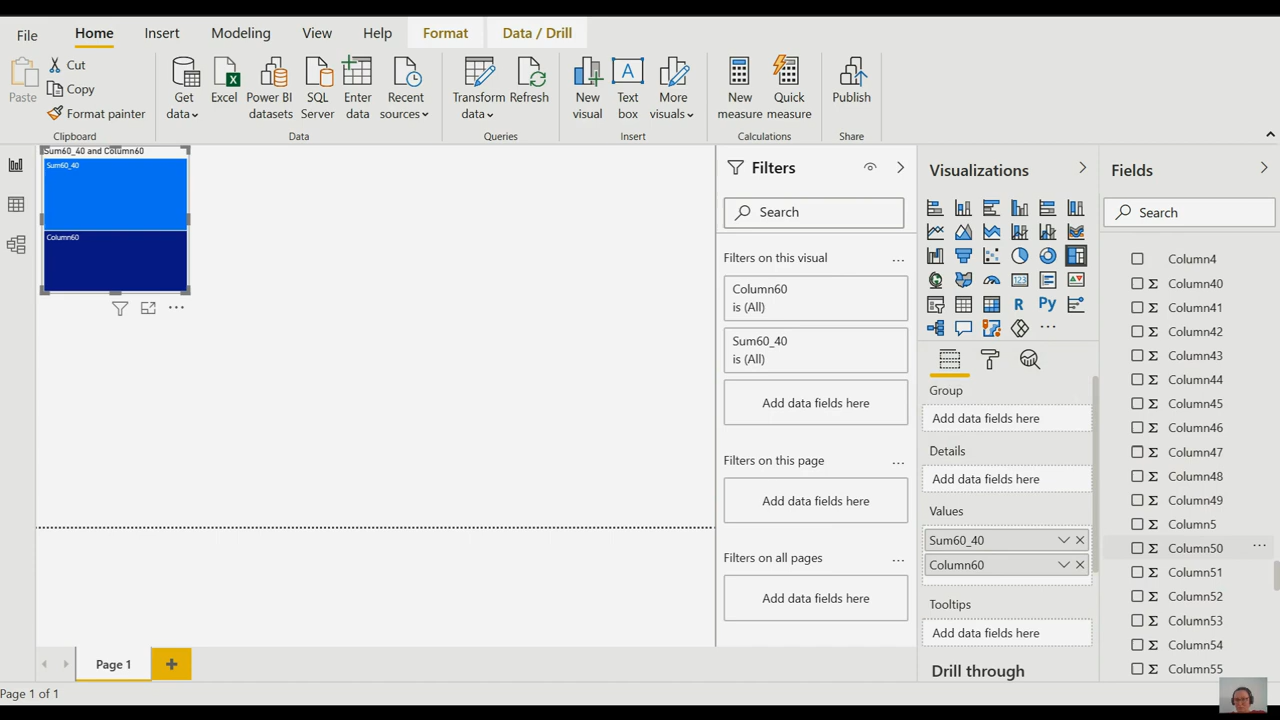 File
Home
Insert
Modeling
View
Help
Format
Data / Drill
Paste
Cut
Copy
Format painter
Clipboard
Get
data
Excel
Power BI
datasets
SQL
Server
Enter
data
Recent
sources
Data
Transform
data
Refresh
Queries
New
visual
A
Text
box
More
visuals
Insert
New
measure
Quick
measure
Calculations
Publish
Share
Sum60_40 and Column60
Sum60_40
Column60
Filters
Search
Filters on this visual
...
Column60
is (All)
Sum60_40
is (All)
Add data fields here
Filters on this page
...
Add data fields here
Filters on all pages
...
Add data fields here
Visualizations
123
R
Py
...
Group
Add data fields here
Details
Add data fields here
Values
Sum60_40
Column60
Tooltips
Add data fields here
Drill through
Fields
Search
Column4
Σ Column40
Σ Column41
Σ Column42
Σ Column43
Σ Column44
Σ Column45
Σ Column46
Σ Column47
Σ Column48
Σ Column49
Σ Column5
Σ Column50 ...
Σ Column51
Σ Column52
Σ Column53
Σ Column54
Σ Column55
Page 1
Page 1 of 1